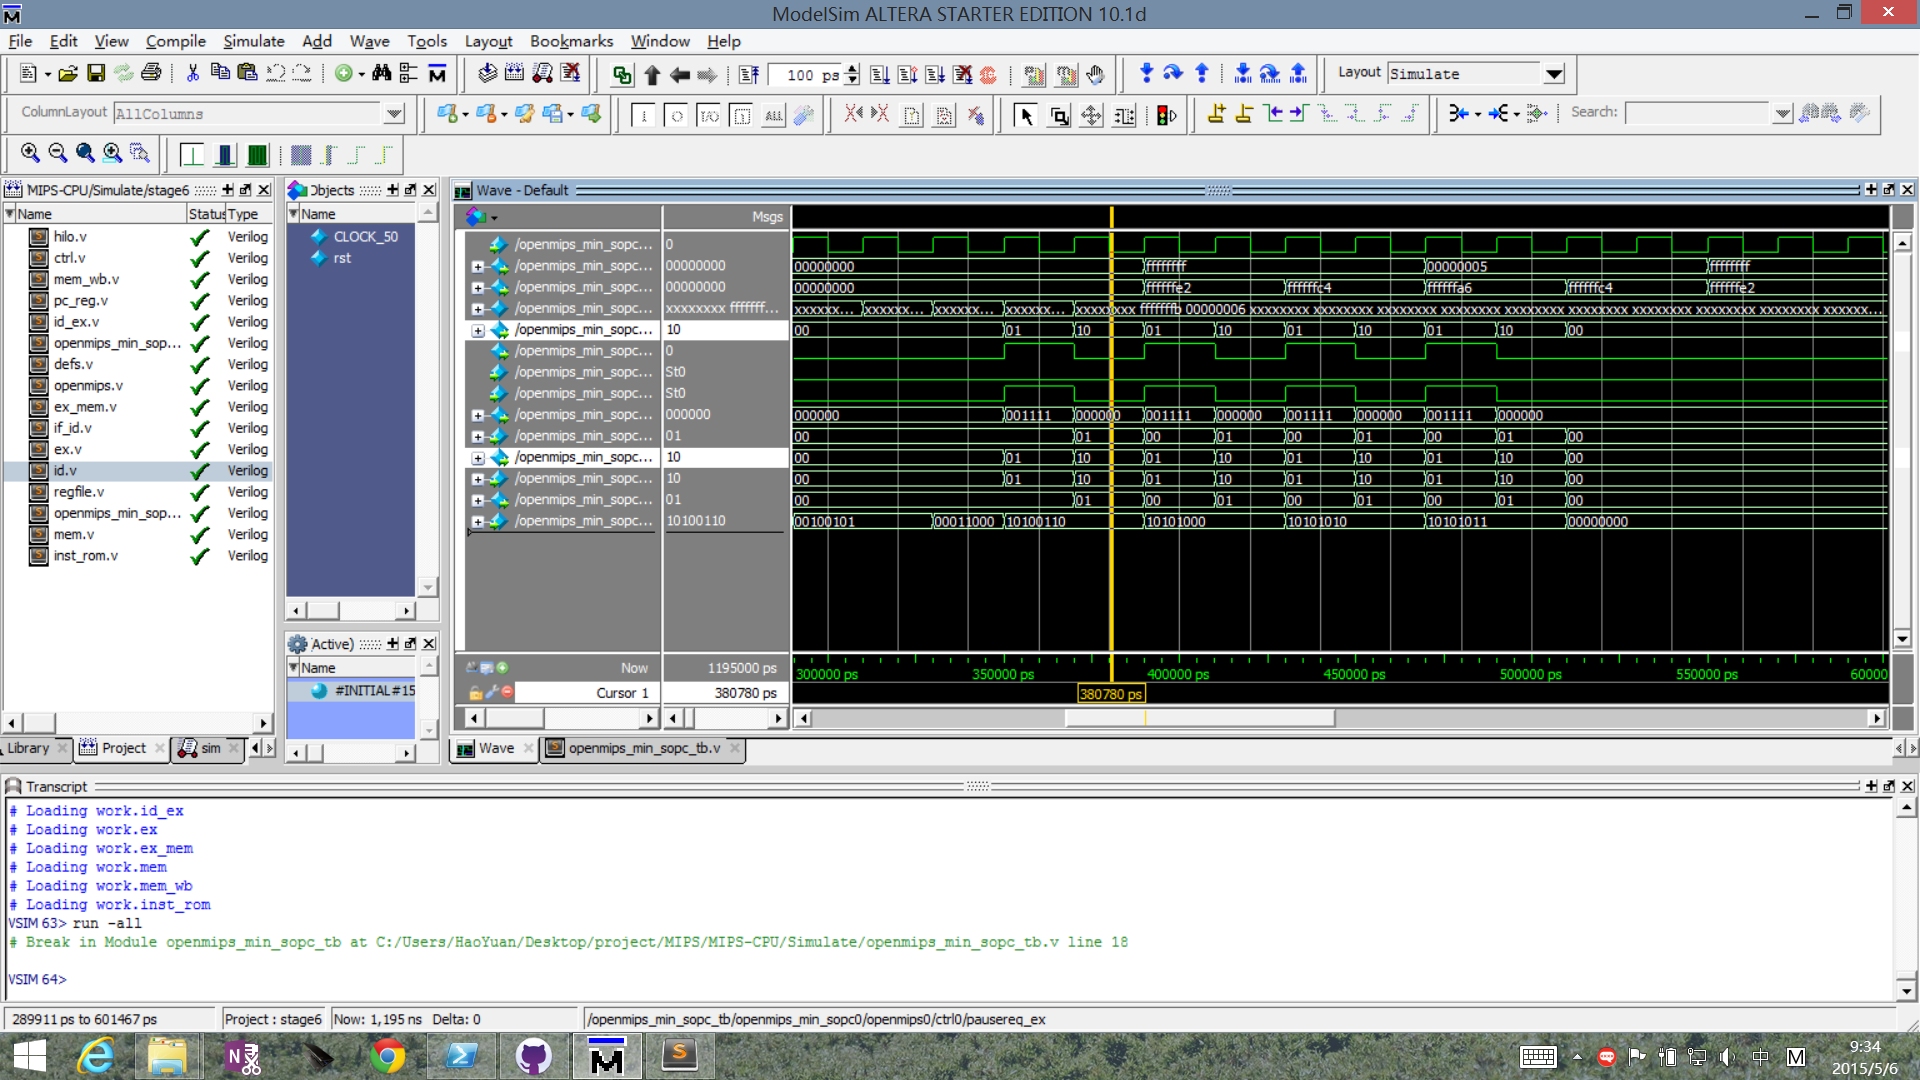 ModelSim ALTERA STARTER EDITION 10.1d
File Edit View Compile Simulate Add Wave Tools Layout Bookmarks Window Help
100 ps
Layout Simulate
ColumnLayout AllColumns
Search:
MIPS-CPU/Simulate/stage6
Name Status Type
hilo.v Verilog
ctrl.v Verilog
mem_wb.v Verilog
pc_reg.v Verilog
id_ex.v Verilog
openmips_min_sop... Verilog
defs.v Verilog
openmips.v Verilog
ex_mem.v Verilog
if_id.v Verilog
ex.v Verilog
id.v Verilog
regfile.v Verilog
openmips_min_sop... Verilog
mem.v Verilog
inst_rom.v Verilog
Library Project sim
Objects
Name
CLOCK_50
rst
Active)
Name
#INITIAL#15
Wave - Default
Msgs
/openmips_min_sopc... 0
/openmips_min_sopc... 00000000 00000000 ffffffff 00000005 ffffffff
/openmips_min_sopc... 00000000 00000000 ffffffe2 ffffffc4 ffffffa6 ffffffc4 ffffffe2
/openmips_min_sopc... xxxxxxxx fffffff... xxxxxx... xxxxxx... xxxxxx... xxxxxx... xxxxxxxx fffffffb 00000006 xxxxxxxx xxxxxxxx xxxxxxxx xxxxxxxx xxxxxxxx xxxxxxxx xxxxxxxx xxxxxxxx xxxxxx...
/openmips_min_sopc... 10 00 01 10 01 10 01 10 01 10 00
/openmips_min_sopc... 0
/openmips_min_sopc... St0
/openmips_min_sopc... St0
/openmips_min_sopc... 000000 000000 001111 000000 001111 000000 001111 000000 001111 000000
/openmips_min_sopc... 01 00 01 00 01 00 01 00 01 00
/openmips_min_sopc... 10 00 01 10 01 10 01 10 01 10 00
/openmips_min_sopc... 10 00 01 10 01 10 01 10 01 10 00
/openmips_min_sopc... 01 00 01 00 01 00 01 00 01 00
/openmips_min_sopc... 10100110 00100101 00011000 10100110 10101000 10101010 10101011 00000000
Now 1195000 ps 300000 ps 350000 ps 400000 ps 450000 ps 500000 ps 550000 ps 60000
Cursor 1 380780 ps 380780 ps
Wave openmips_min_sopc_tb.v
Transcript
# Loading work.id_ex
# Loading work.ex
# Loading work.ex_mem
# Loading work.mem
# Loading work.mem_wb
# Loading work.inst_rom
VSIM 63> run -all
# Break in Module openmips_min_sopc_tb at C:/Users/HaoYuan/Desktop/project/MIPS/MIPS-CPU/Simulate/openmips_min_sopc_tb.v line 18
VSIM 64>
289911 ps to 601467 ps Project : stage6 Now: 1,195 ns Delta: 0 /openmips_min_sopc_tb/openmips_min_sopc0/openmips0/ctrl0/pausereq_ex
中 M 9:34
2015/5/6